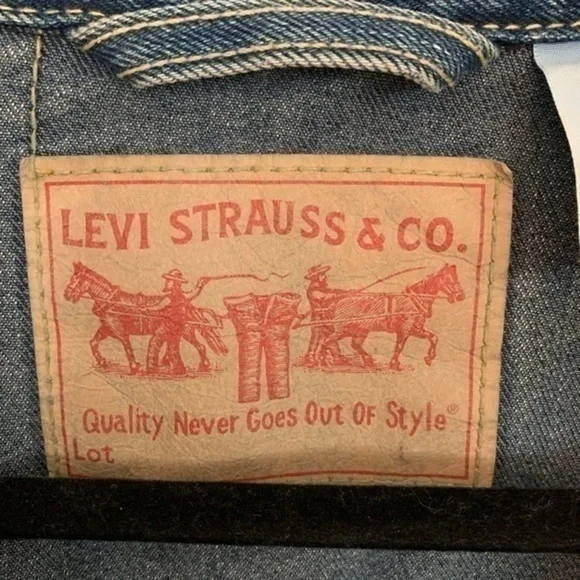 LEVI STRAUSS & CO.
Quality Never Goes Out Of Style®
Lot